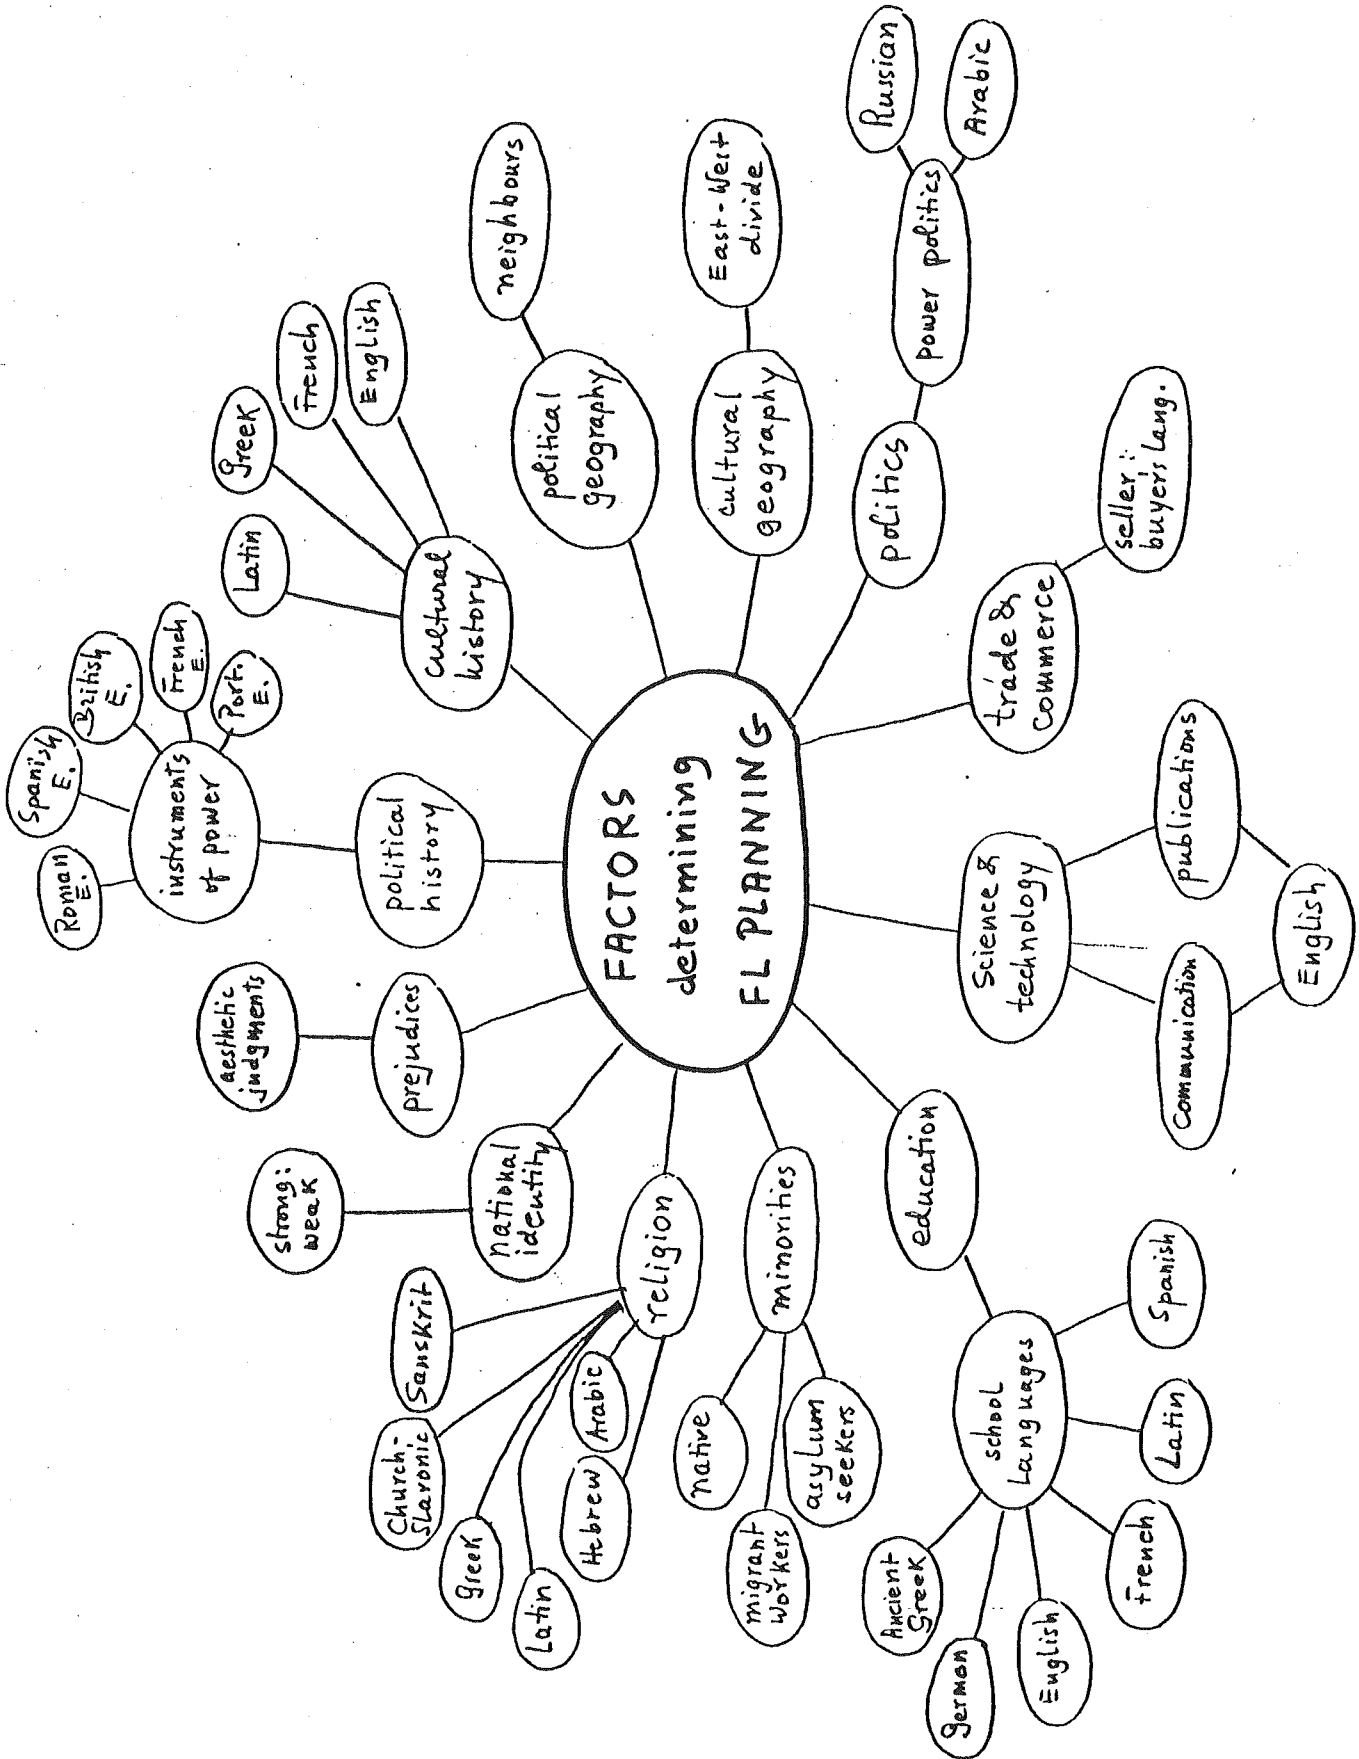 FACTORS
determining
FL PLANNING
political
history
instruments
of power
Roman
E.
Spanish
E.
British
E.
French
E.
Port.
E.
cultural
history
Latin
Greek
French
English
political
geography
neighbours
cultural
geography
East-West
divide
politics
power politics
Russian
Arabic
trade &
commerce
seller:
buyers lang.
Science &
technology
publications
communication
English
education
school
languages
Spanish
Latin
French
English
German
Ancient
Greek
minorities
native
migrant
workers
asylum
seekers
religion
Hebrew
Arabic
Latin
Greek
Church-
Slavonic
Sanskrit
national
identity
strong:
weak
prejudices
aesthetic
judgments